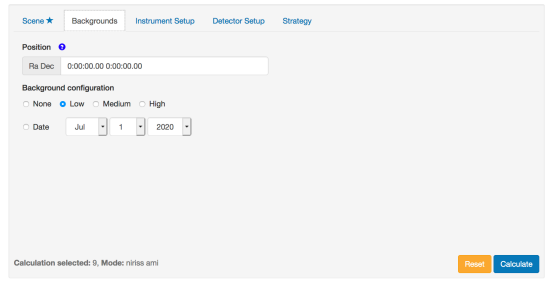 Scene ★ Backgrounds Instrument Setup Detector Setup Strategy
Position ?
Ra Dec 0:00:00.00 0:00:00.00
Background configuration
None Low Medium High
Date Jul 1 2020
Calculation selected: 9, Mode: niriss ami Reset Calculate